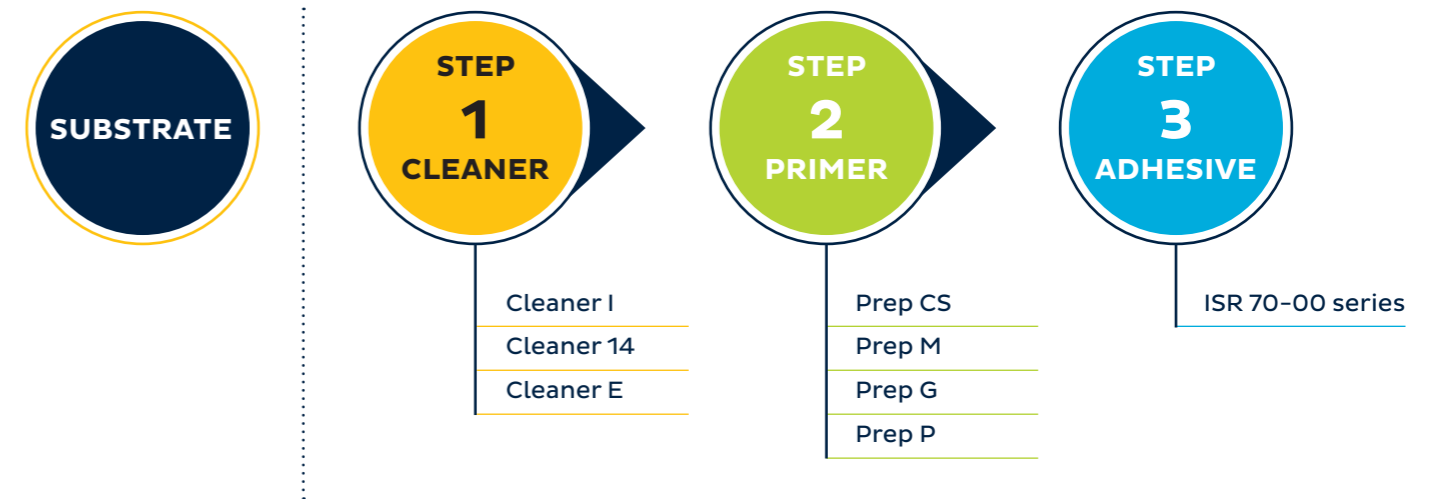 SUBSTRATE
STEP
1
CLEANER
Cleaner I
Cleaner 14
Cleaner E
STEP
2
PRIMER
Prep CS
Prep M
Prep G
Prep P
STEP
3
ADHESIVE
ISR 70-00 series